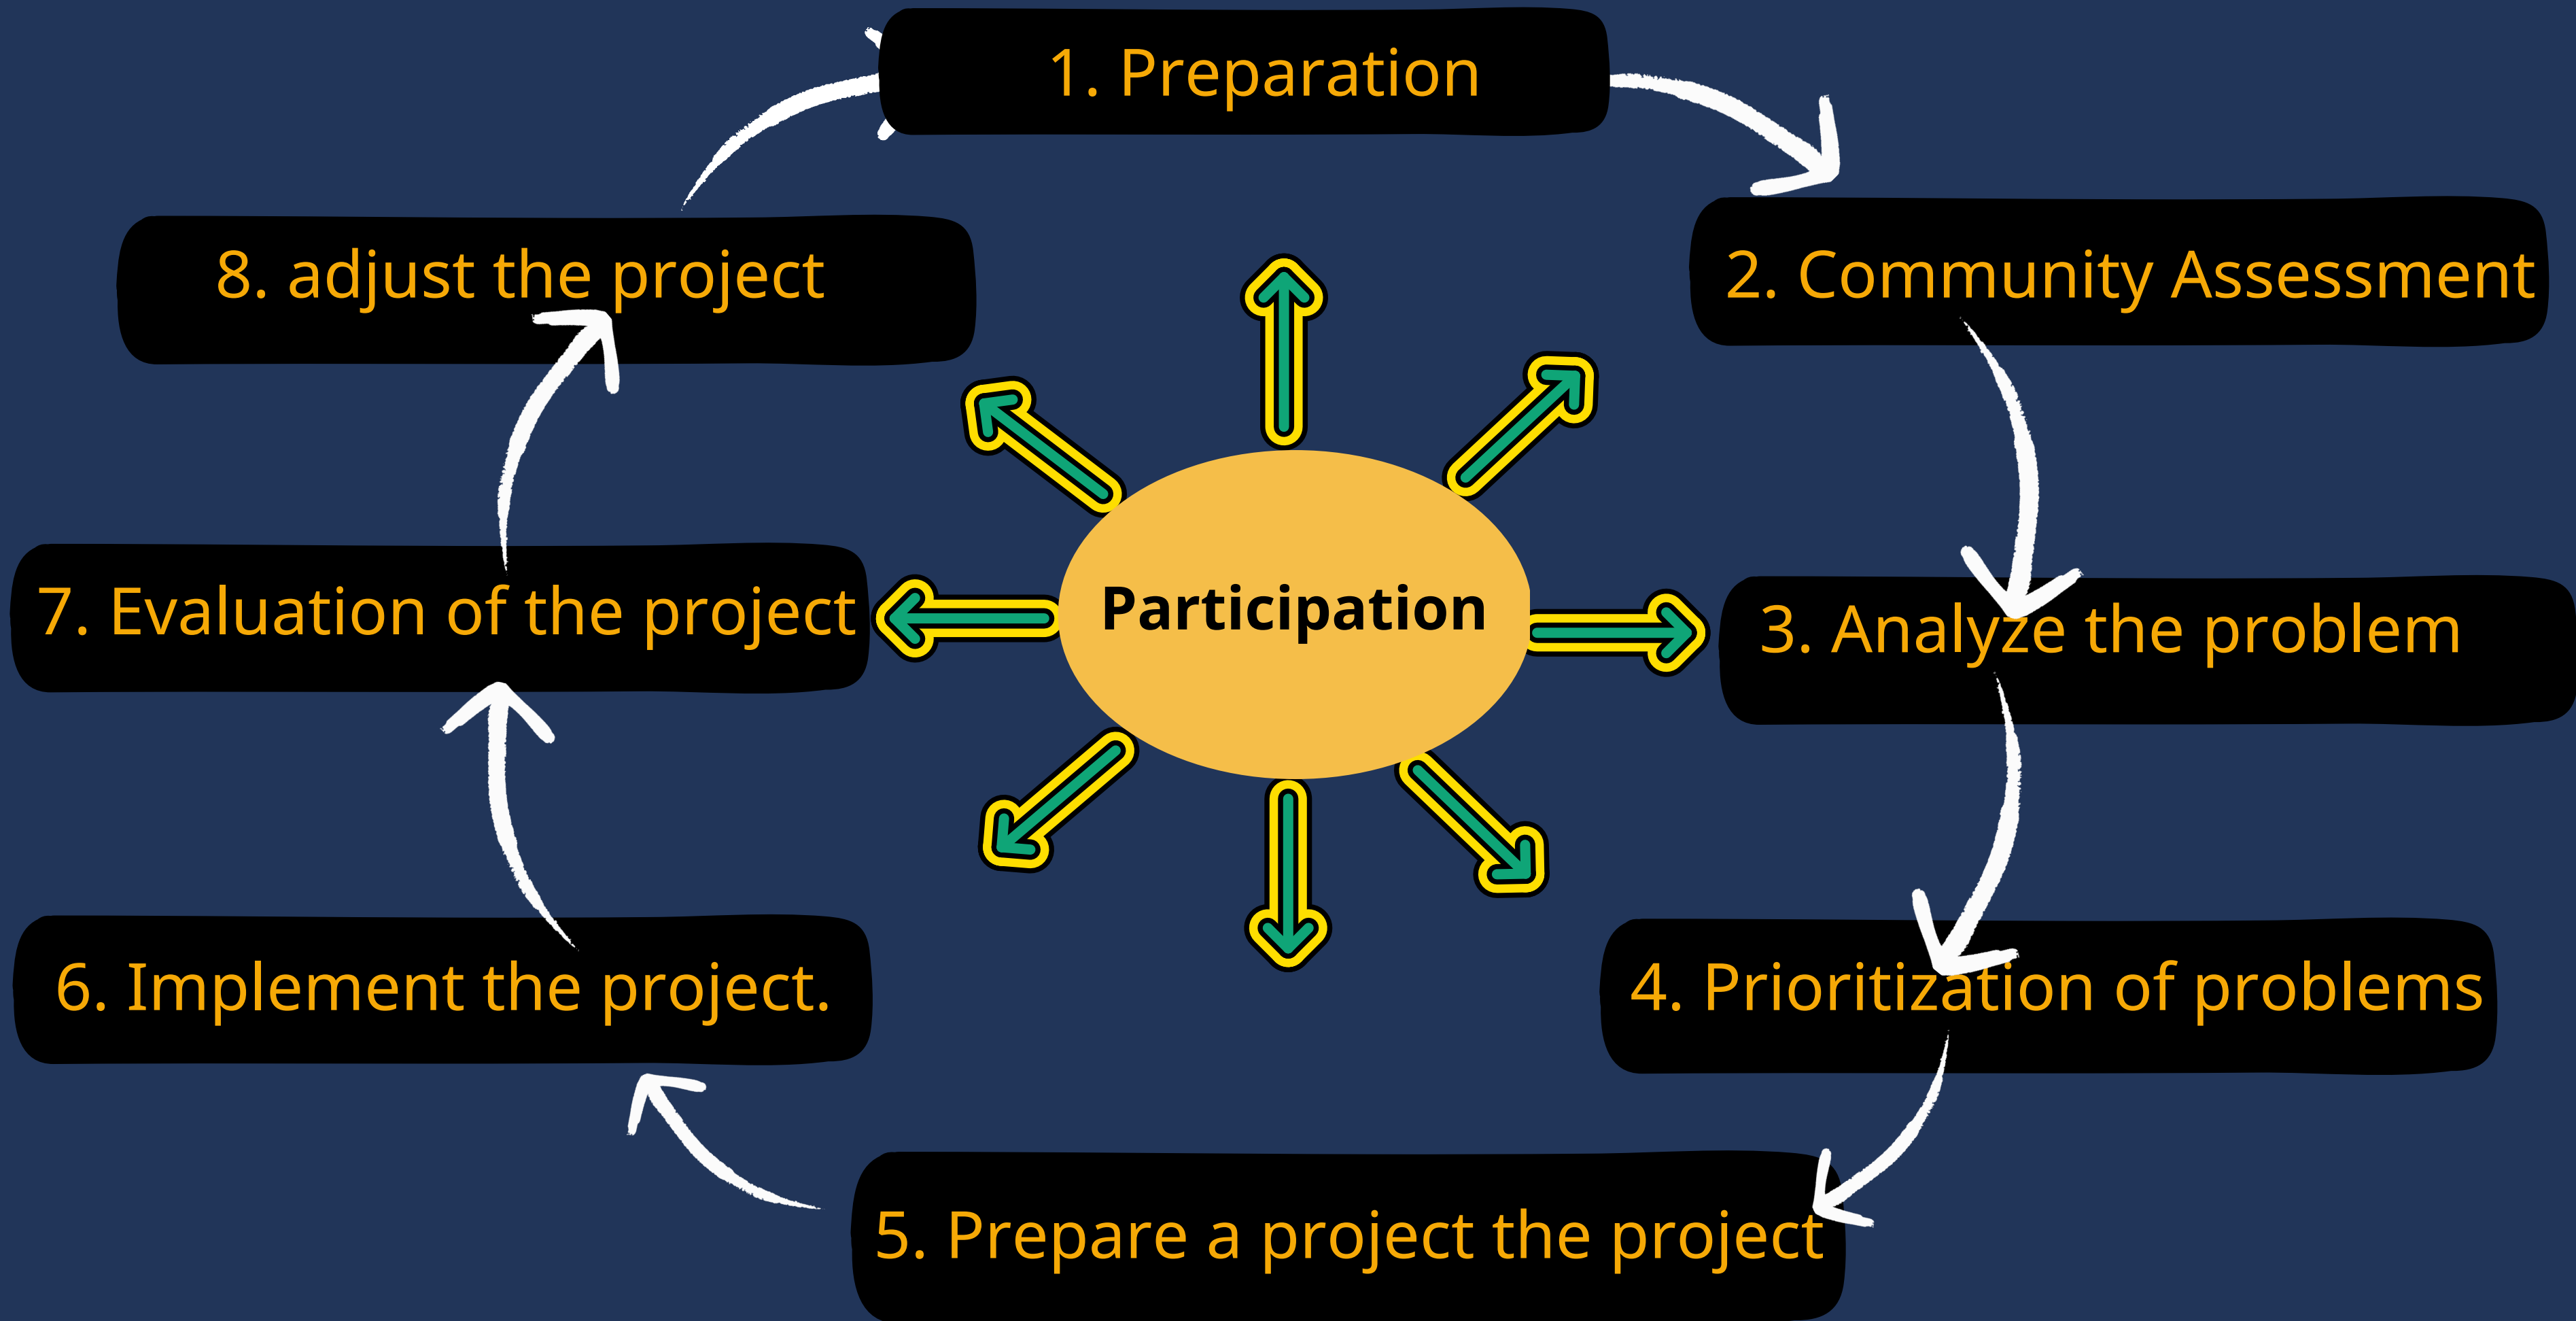 1. Preparation
2. Community Assessment
3. Analyze the problem
4. Prioritization of problems
5. Prepare a project the project
6. Implement the project.
7. Evaluation of the project
8. adjust the project
Participation